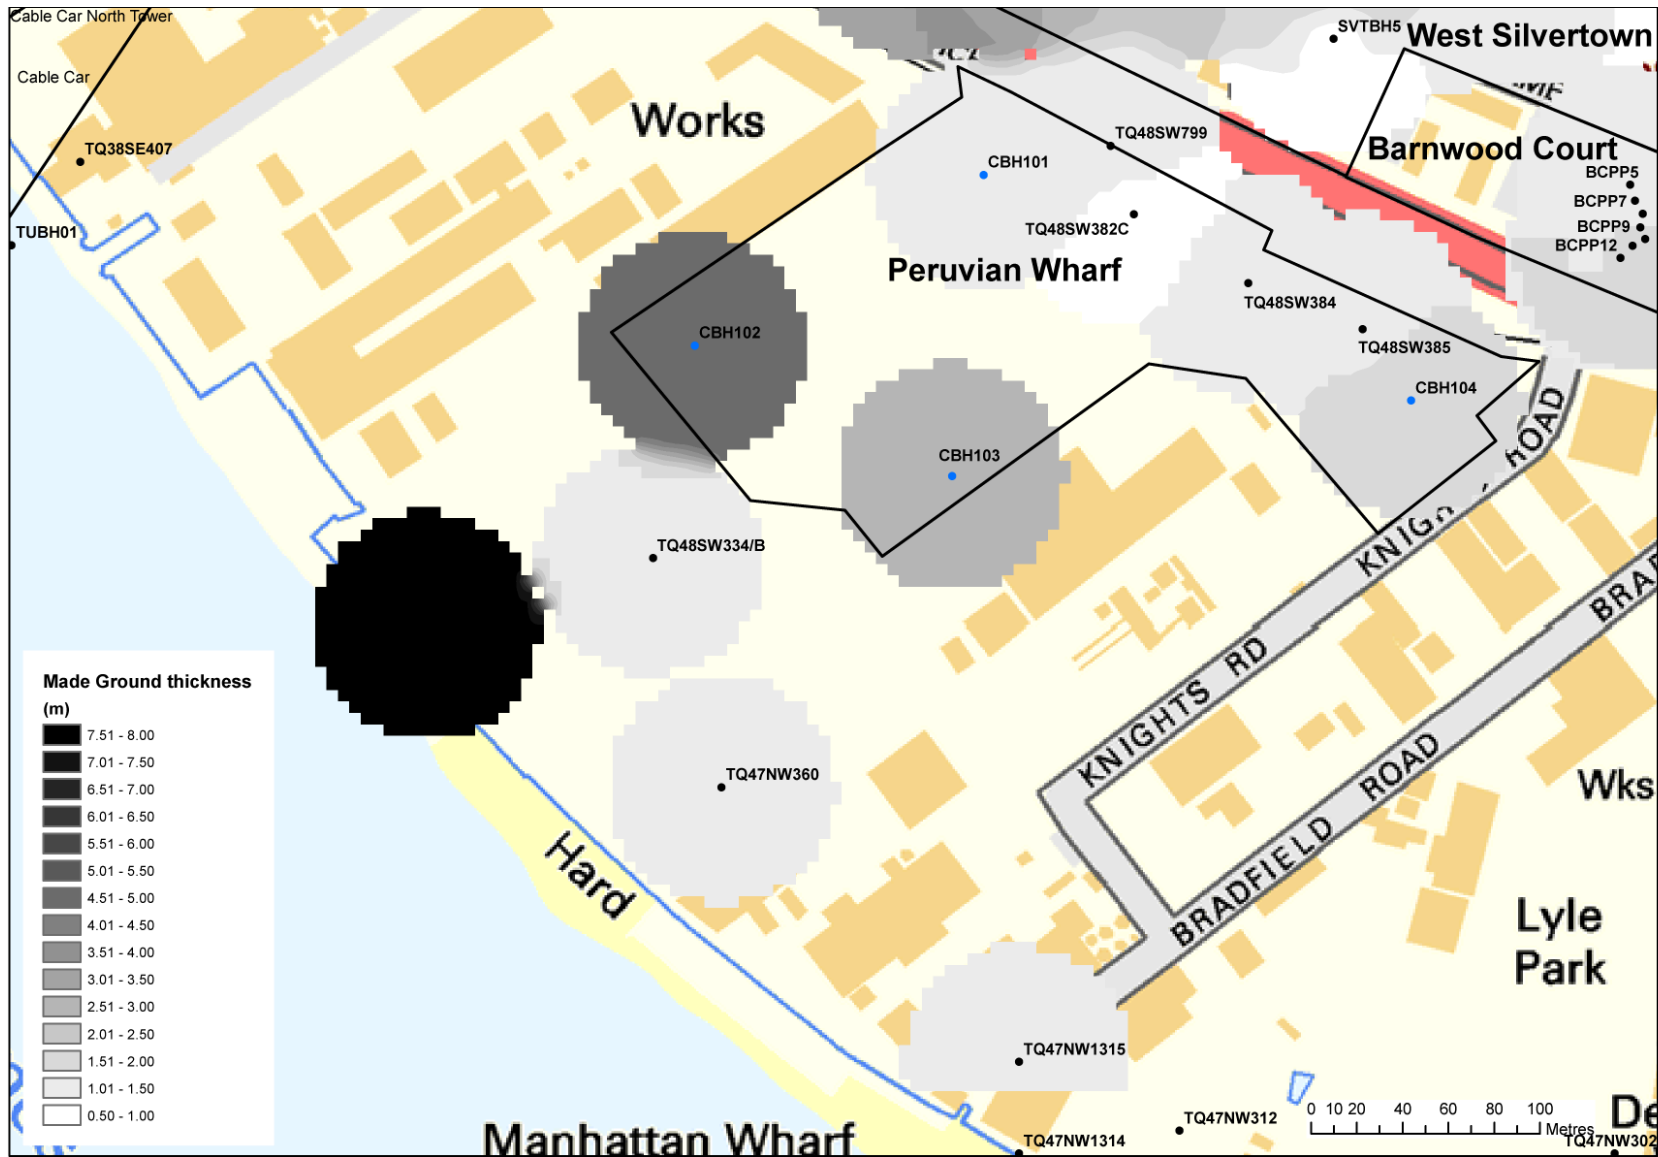 Cable Car North Tower
SVTBH5
West Silvertown
Cable Car
Works
TQ48SW799
Barnwood Court
TQ38SE407
CBH101
BCPP5
BCPP7
TUBH01
TQ48SW382C
BCPP9
BCPP12
Peruvian Wharf
TQ48SW384
CBH102
TQ48SW385
CBH104
CBH103
ROAD
TQ48SW334/B
KNIGH
BRAD
KNIGHTS RD
Made Ground thickness
(m)
7.51 - 8.00
7.01 - 7.50
6.51 - 7.00
6.01 - 6.50
5.51 - 6.00
5.01 - 5.50
4.51 - 5.00
4.01 - 4.50
3.51 - 4.00
3.01 - 3.50
2.51 - 3.00
2.01 - 2.50
1.51 - 2.00
1.01 - 1.50
0.50 - 1.00
TQ47NW360
Wks
BRADFIELD ROAD
Hard
Lyle
Park
TQ47NW1315
0 10 20 40 60 80 100
Metres
TQ47NW312
De
Manhattan Wharf
TQ47NW1314
TQ47NW302